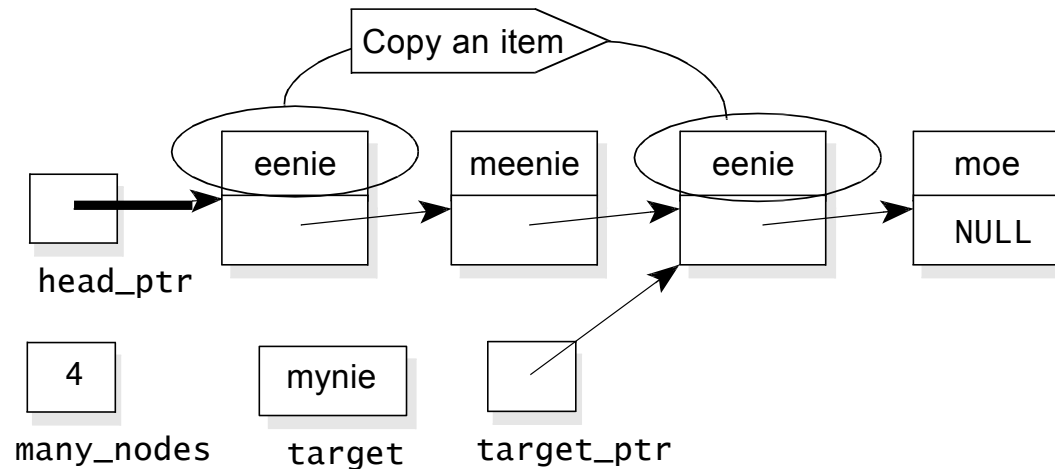 Copy an item
eenie meenie eenie moe
NULL
head_ptr
4 mynie
many_nodes target target_ptr